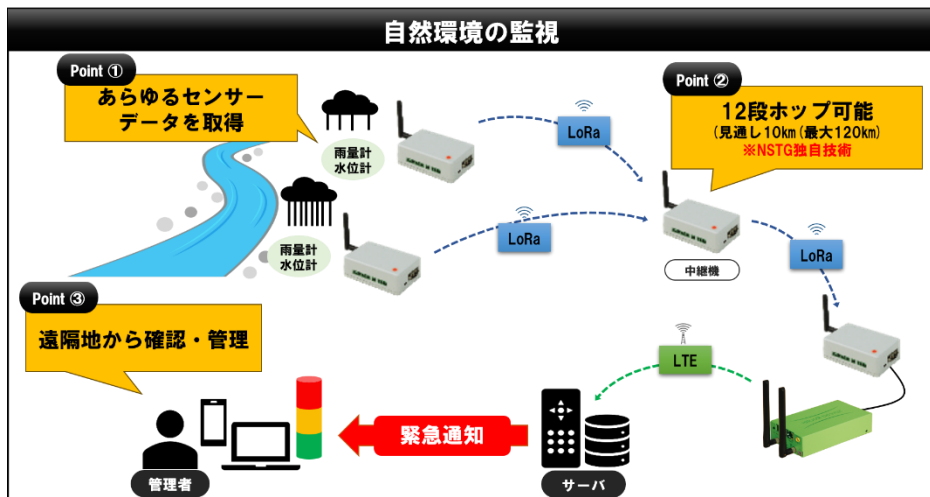 自然環境の監視
Point ①
あらゆるセンサー
データを取得
Point ②
12段ホップ可能
(見通し10km(最大120km)
※NSTG独自技術
雨量計
水位計
LoRa
雨量計
水位計
LoRa
中継機
LoRa
Point ③
遠隔地から確認・管理
LTE
緊急通知
管理者
サーバ